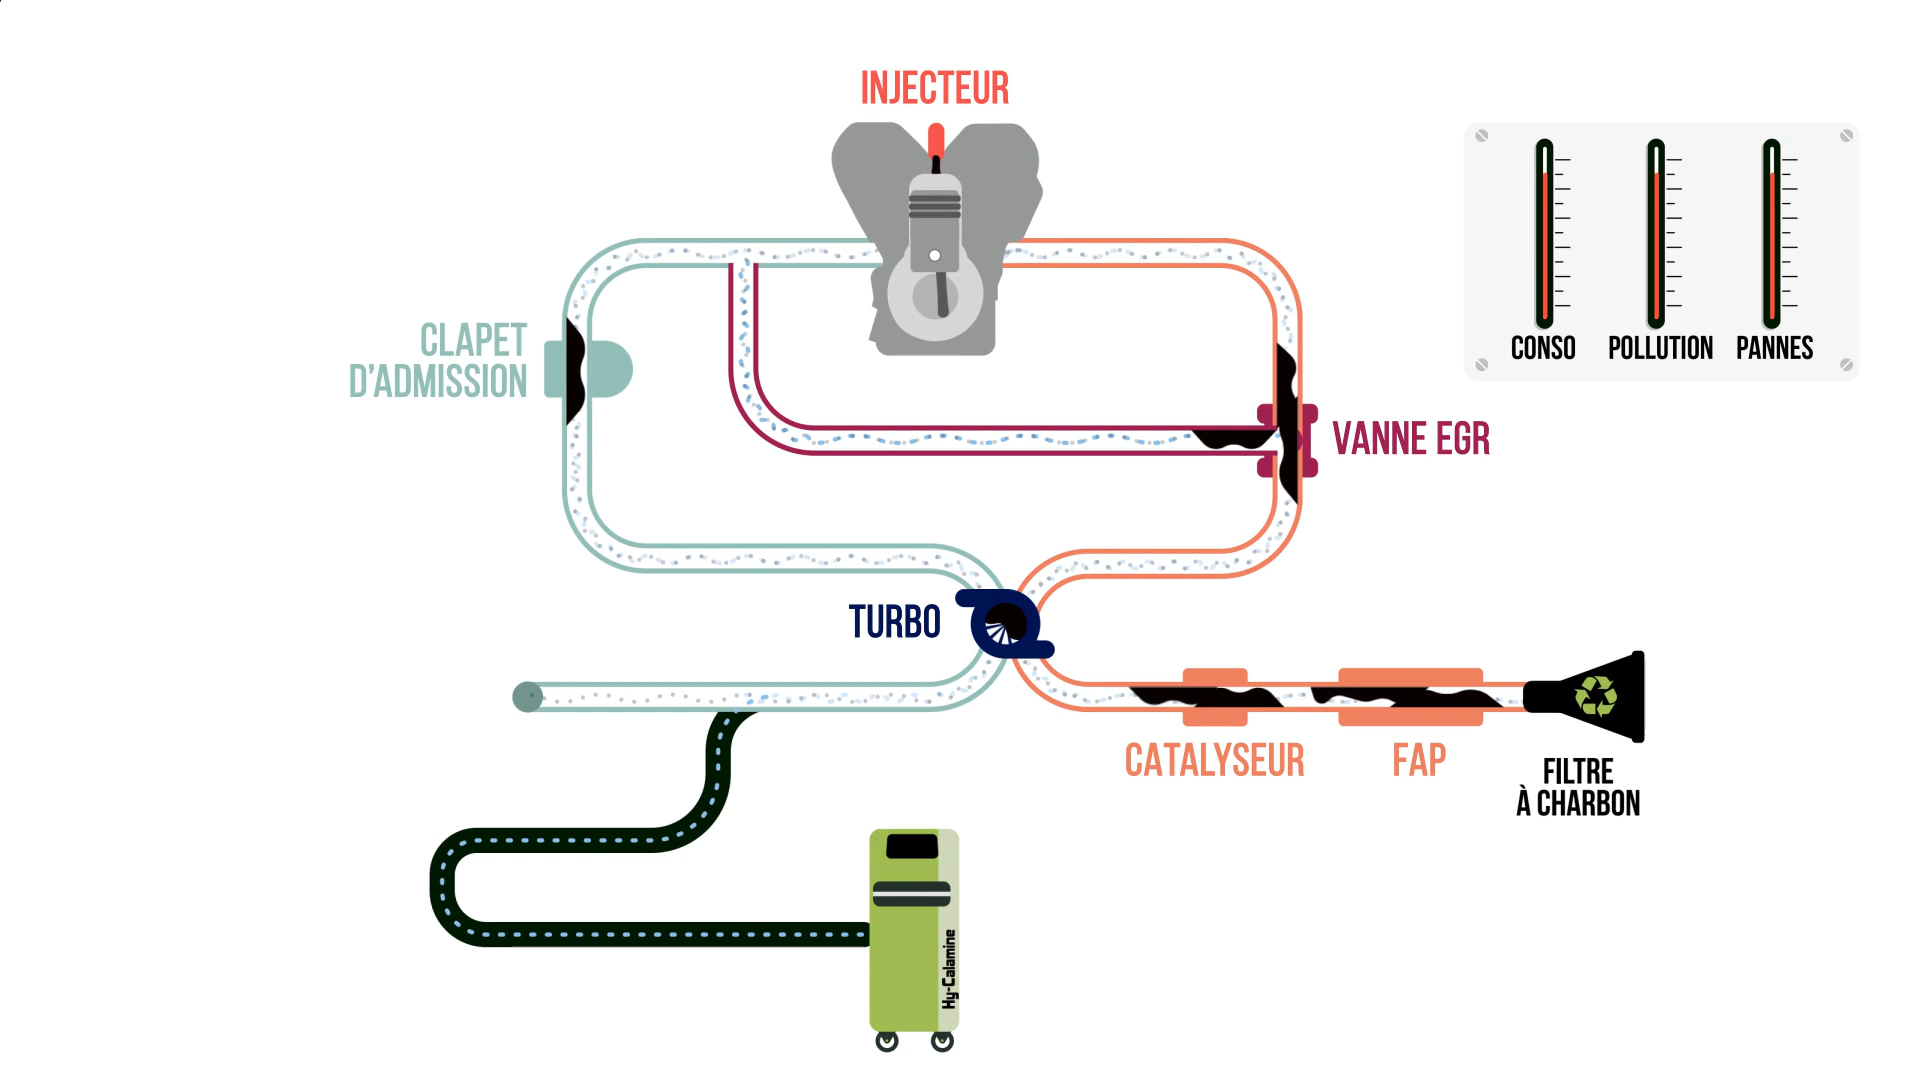 INJECTEUR
CLAPET
D'ADMISSION
CONSO
POLLUTION
PANNES
VANNE EGR
TURBO
CATALYSEUR
FAP
FILTRE
À CHARBON
Hy-Calamine